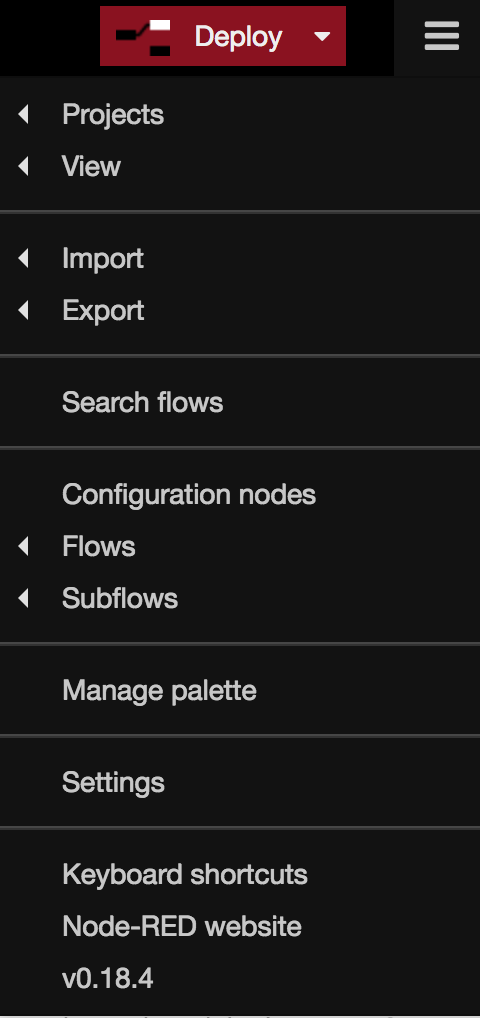 Deploy
Projects
View
Import
Export
Search flows
Configuration nodes
Flows
Subflows
Manage palette
Settings
Keyboard shortcuts
Node-RED website
v0.18.4